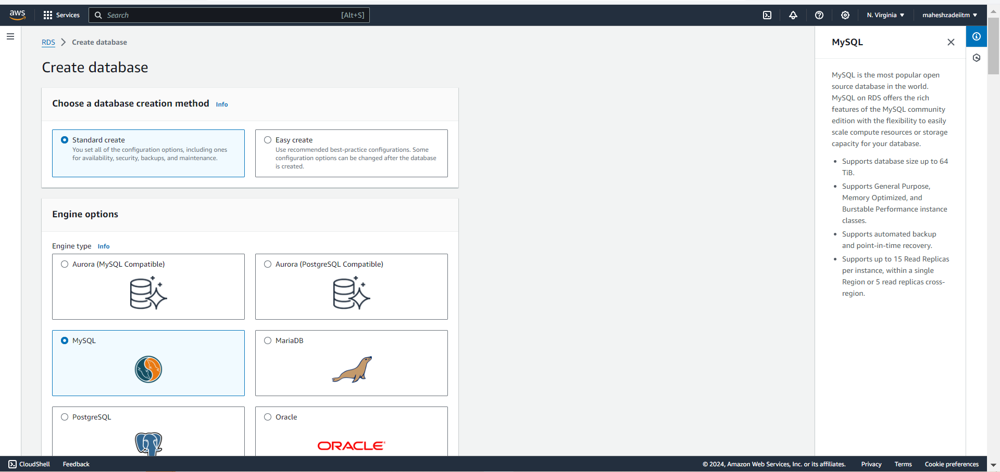 aws
Services
Search [Alt+S]
N. Virginia
maheshzadeiitm
RDS
Create database
Create database
Choose a database creation method Info
Standard create
You set all of the configuration options, including ones
for availability, security, backups, and maintenance.
Easy create
Use recommended best-practice configurations. Some
configuration options can be changed after the database
is created.
Engine options
Engine type Info
Aurora (MySQL Compatible)
Aurora (PostgreSQL Compatible)
MySQL
MariaDB
PostgreSQL
Oracle
ORACLE
MySQL
MySQL is the most popular open
source database in the world.
MySQL on RDS offers the rich
features of the MySQL community
edition with the flexibility to easily
scale compute resources or storage
capacity for your database.
• Supports database size up to 64
TiB.
• Supports General Purpose,
Memory Optimized, and
Burstable Performance instance
classes.
• Supports automated backup
and point-in-time recovery.
• Supports up to 15 Read Replicas
per instance, within a single
Region or 5 read replicas cross-
region.
CloudShell
Feedback
© 2024, Amazon Web Services, Inc. or its affiliates.
Privacy
Terms
Cookie preferences